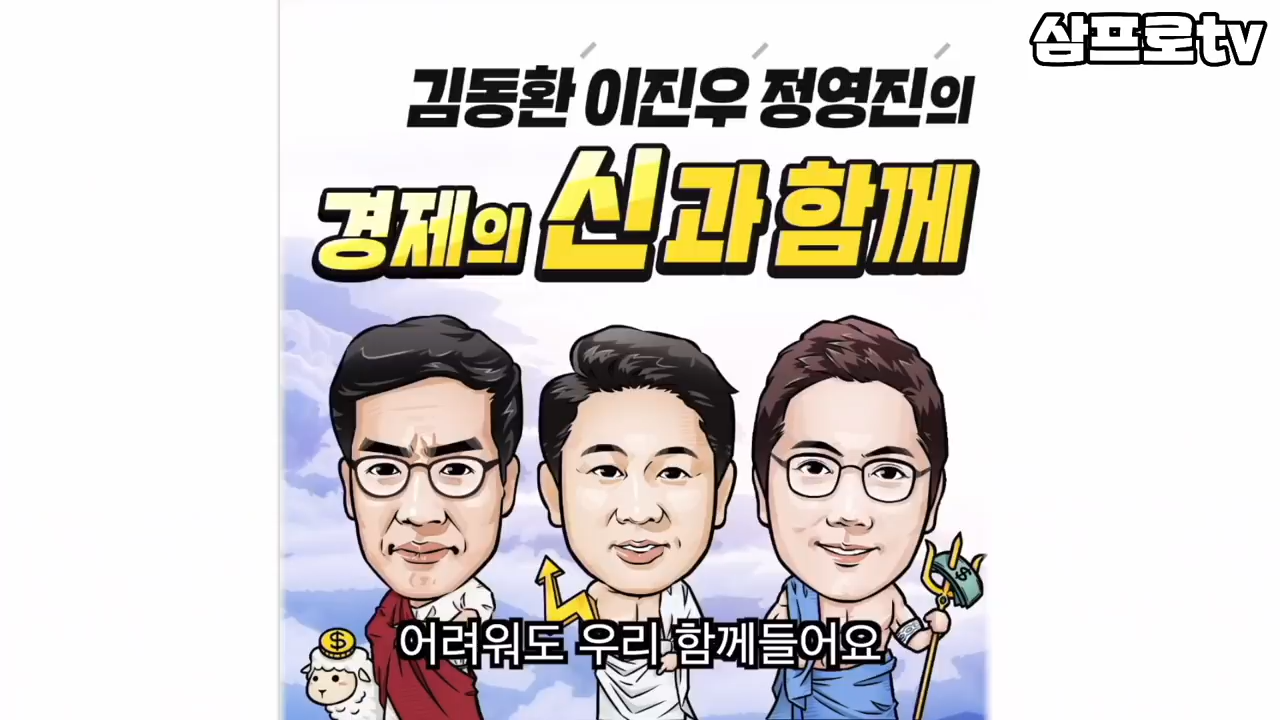 삼프로tv
김동환 이진우 정영진의
경제의 신과 함께
$
$
어려워도 우리 함께들어요